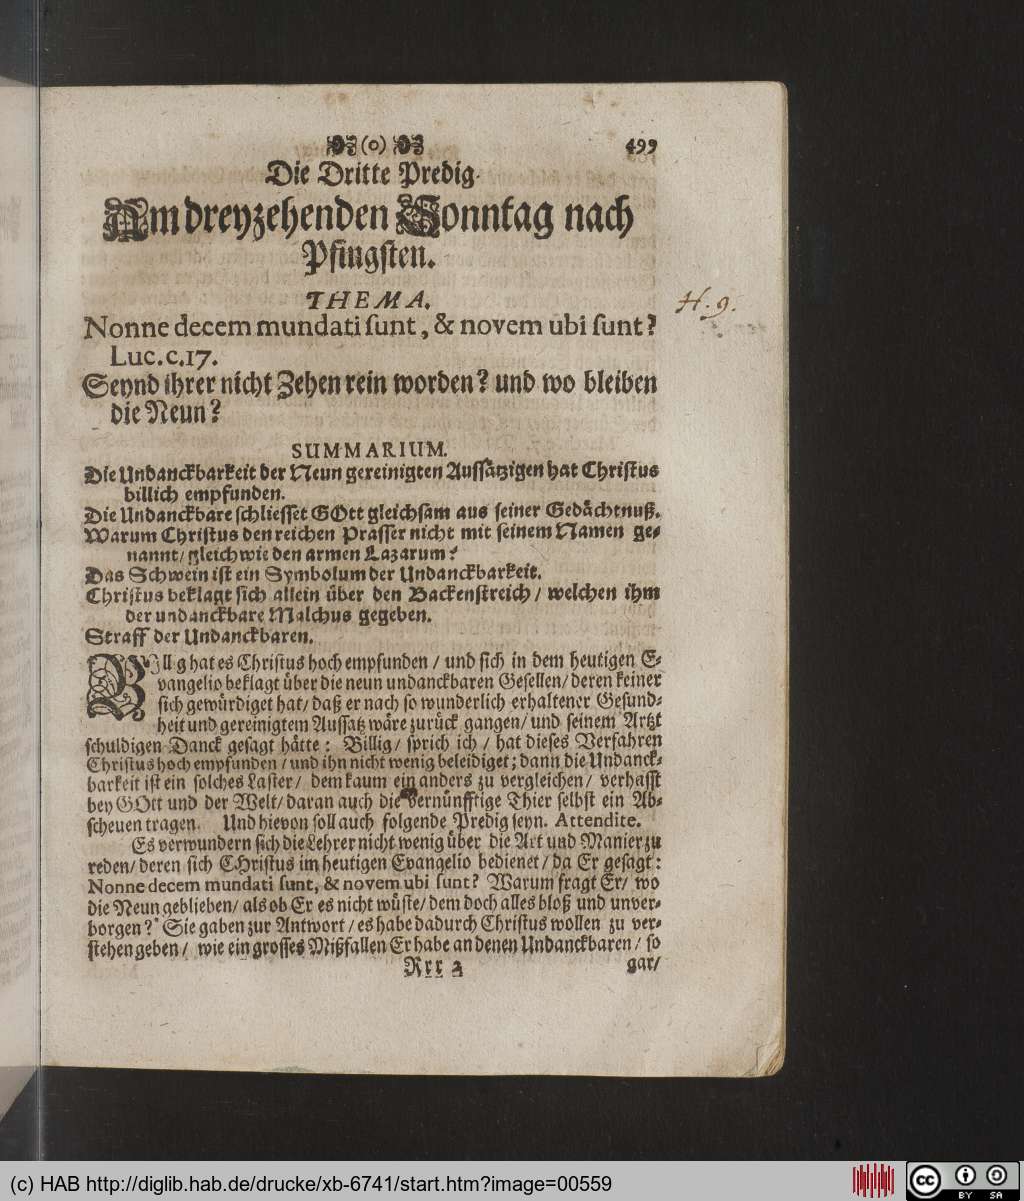 (o) 499
Die Dritte Predig.
Am dreyzehenden Sonntag nach
Pfingsten.
THEMA.
H. 9.
Nonne decem mundati sunt, & novem ubi sunt?
Luc. c. 17.
Seynd ihrer nicht Zehen rein worden? und wo bleiben
die Neun?
SUMMARIUM.
Die Undanckbarkeit der Neun gereinigten Aussätzigen hat Christus
billich empfunden.
Die Undanckbare schliesset GOtt gleichsam aus seiner Gedächtnuß.
Warum Christus den reichen Prasser nicht mit seinem Namen ge-
nannt/ gleichwie den armen Lazarum?
Das Schwein ist ein Symbolum der Undanckbarkeit.
Christus beklagt sich allein über den Backenstreich/ welchen ihm
der undanckbare Malchus gegeben.
Straff der Undanckbaren.
BIllig hat es Christus hoch empfunden/ und sich in dem heutigen E-
vangelio beklagt über die neun undanckbaren Gesellen/ deren keiner
sich gewürdiget hat/ daß er nach so wunderlich erhaltener Gesund-
heit und gereinigtem Aussatz wäre zurück gangen/ und seinem Artzt
schuldigen Danck gesagt hätte: Billig/ sprich ich/ hat dieses Verfahren
Christus hoch empfunden/ und ihn nicht wenig beleidiget; dann die Undanck-
barkeit ist ein solches Laster/ dem kaum ein anders zu vergleichen/ verhasst
bey GOtt und der Welt/ daran auch die vernünfftige Thier selbst ein Ab-
scheuen tragen. Und hievon soll auch folgende Predig seyn. Attendite.
Es verwundern sich die Lehrer nicht wenig über die Art und Manier zu
reden/ deren sich CHristus im heutigen Evangelio bedienet/ da Er gesagt:
Nonne decem mundati sunt, & novem ubi sunt? Warum fragt Er/ wo
die Neun geblieben/ als ob Er es nicht wüste/ dem doch alles bloß und unver-
borgen? Sie gaben zur Antwort/ es habe dadurch Christus wollen zu ver-
stehen geben/ wie ein grosses Mißfallen Er habe an denen Undanckbaren/ so
Rrr 2 gar/
(c) HAB http://diglib.hab.de/drucke/xb-6741/start.htm?image=00559
cc BY SA